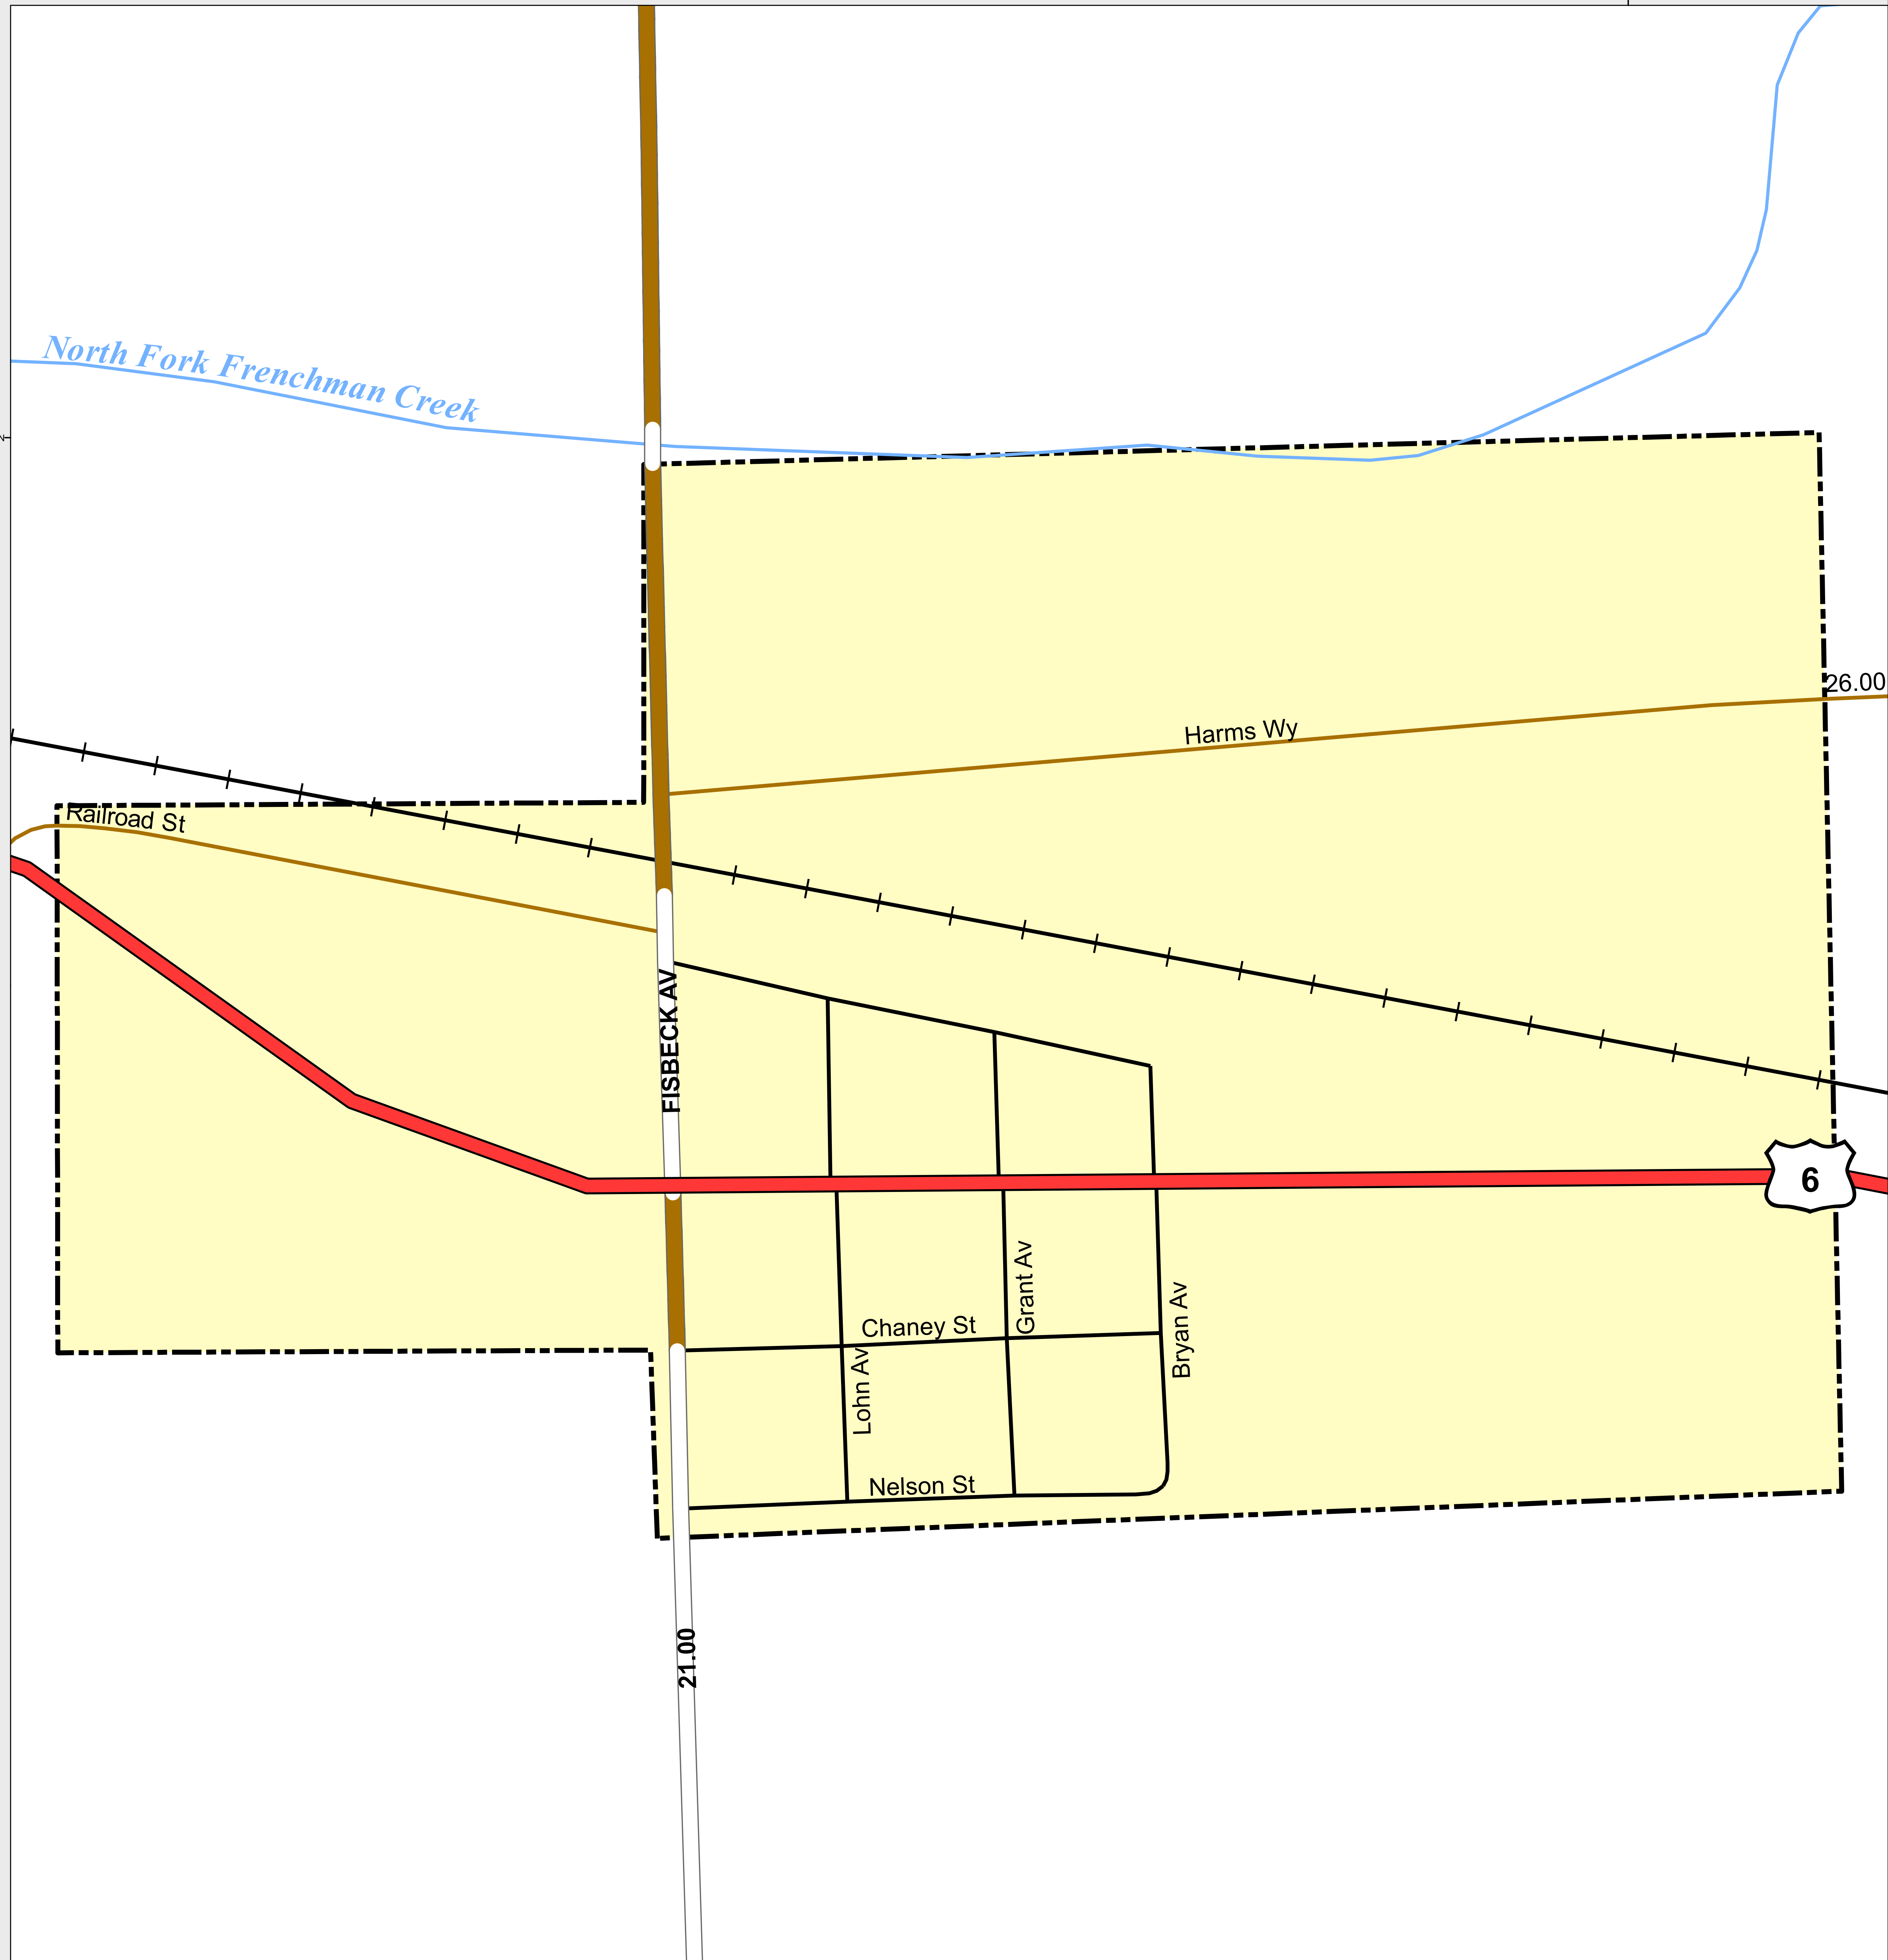 North Fork Frenchman Creek
26.00
Harms Wy
Railroad St
FISBECK AV
6
Grant Av
Bryan Av
Chaney St
Lohn Av
Nelson St
21.00